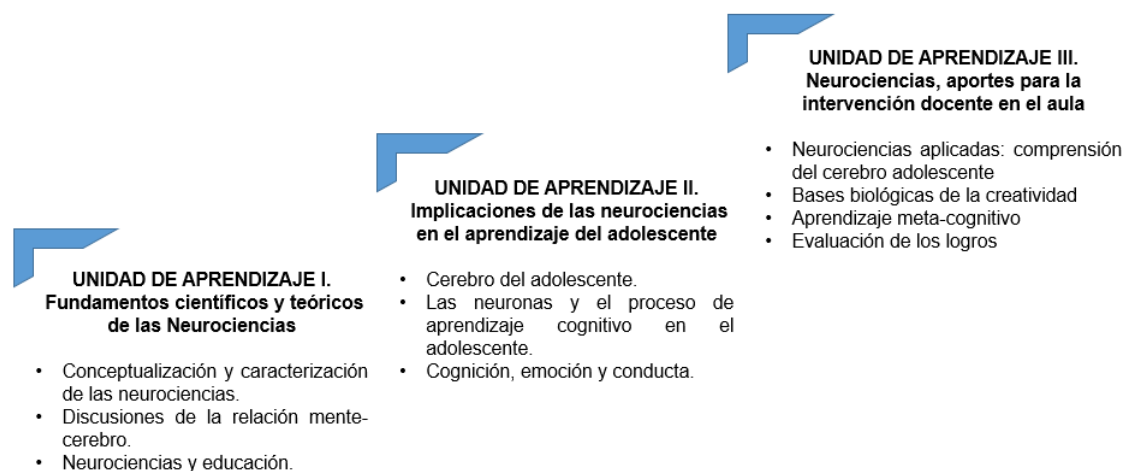 UNIDAD DE APRENDIZAJE I.
Fundamentos científicos y teóricos
de las Neurociencias
• Conceptualización y caracterización
de las neurociencias.
• Discusiones de la relación mente-
cerebro.
• Neurociencias y educación.
UNIDAD DE APRENDIZAJE II.
Implicaciones de las neurociencias
en el aprendizaje del adolescente
• Cerebro del adolescente.
• Las neuronas y el proceso de
aprendizaje cognitivo en el
adolescente.
• Cognición, emoción y conducta.
UNIDAD DE APRENDIZAJE III.
Neurociencias, aportes para la
intervención docente en el aula
• Neurociencias aplicadas: comprensión
del cerebro adolescente
• Bases biológicas de la creatividad
• Aprendizaje meta-cognitivo
• Evaluación de los logros